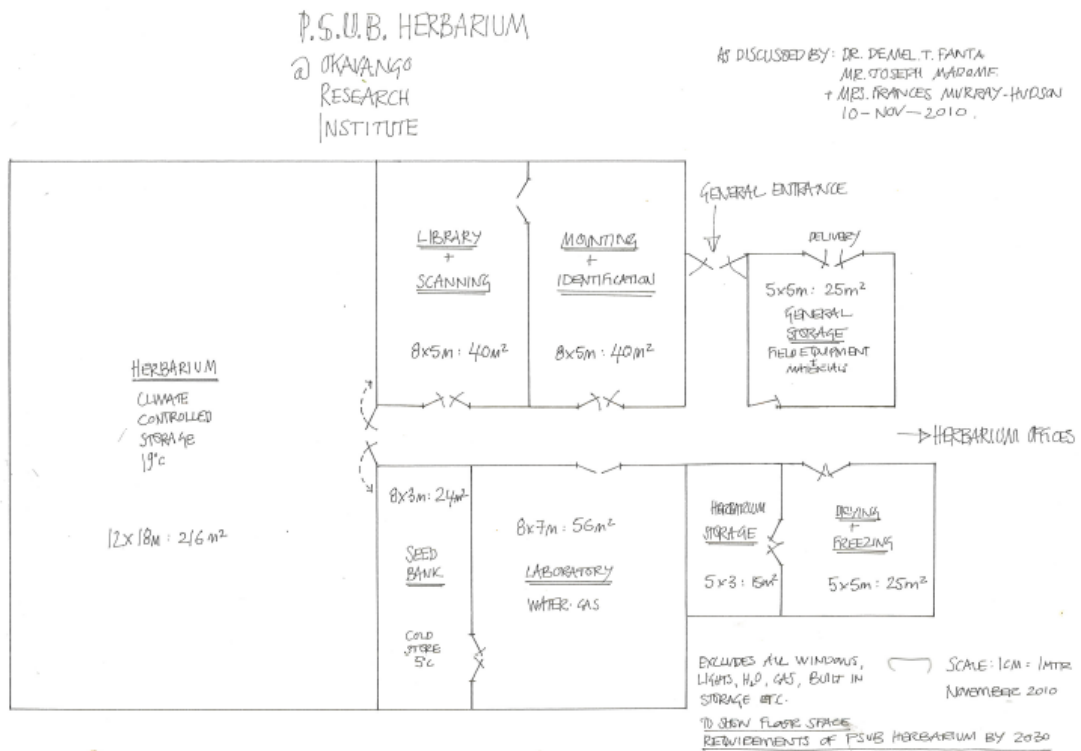 P.S.U.B. HERBARIUM
@ OKAVANGO
RESEARCH
INSTITUTE
AS DISCUSSED BY: DR. DEMEL. T. FANTA
MR. JOSEPH MADOME
+ MRS. FRANCES MURRAY-HUDSON
10-NOV-2010.
GENERAL ENTRANCE
LIBRARY
+
SCANNING
8x5m: 40m²
MOUNTING
+
IDENTIFICATION
8x5m: 40m²
DELIVERY
5x5m: 25m²
GENERAL
STORAGE
FIELD EQUIPMENT
+
MATERIALS
HERBARIUM
CLIMATE
CONTROLLED
STORAGE
19°C
12x18m: 216m²
HERBARIUM OFFICES
8x3m: 24m²
SEED
BANK
COLD
STORE
5°C
8x7m: 56m²
LABORATORY
WATER. GAS
HERBARIUM
STORAGE
5x3: 15m²
DRYING
+
FREEZING
5x5m: 25m²
EXCLUDES ALL WINDOWS,
LIGHTS, H₂O, GAS, BUILT IN
STORAGE ETC.
SCALE: 1CM = 1MTR
NOVEMBER 2010
TO SHOW FLOOR SPACE
REQUIREMENTS OF PSUB HERBARIUM BY 2030